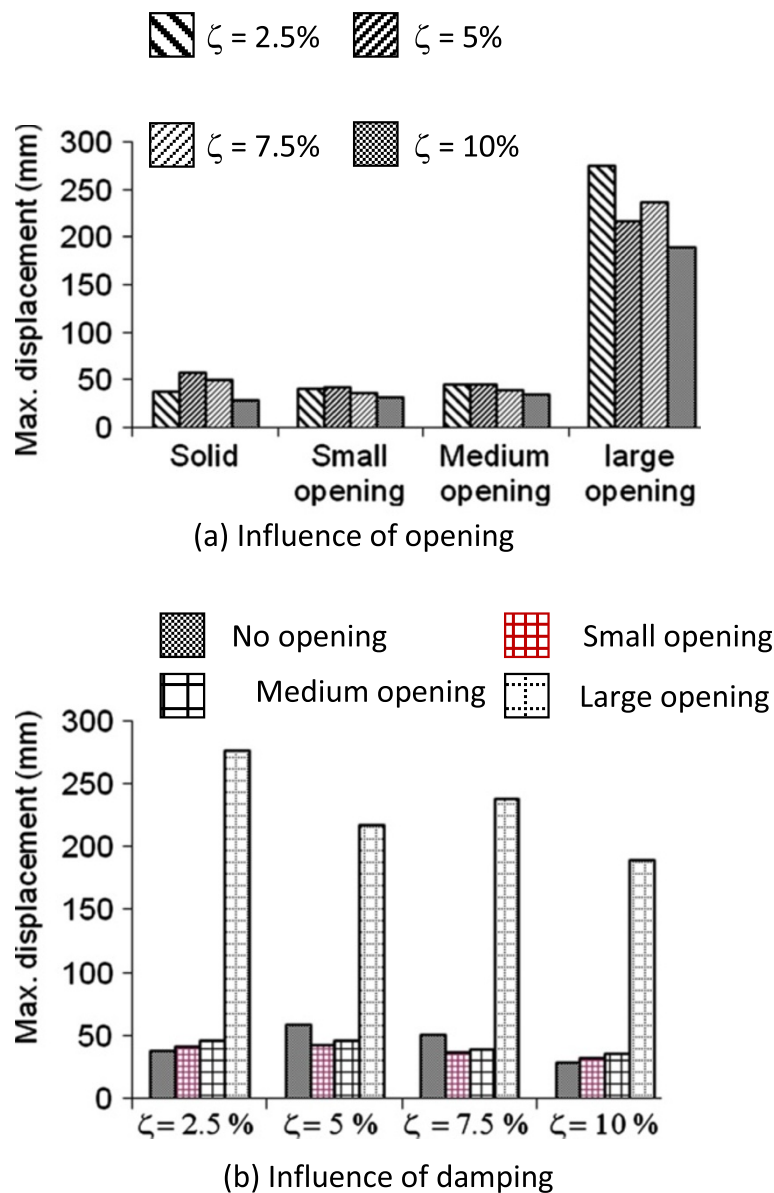 ζ = 2.5% ζ = 5%
ζ = 7.5% ζ = 10%
Max. displacement (mm)
300
250
200
150
100
50
0
Solid Small Medium large
opening opening opening
(a) Influence of opening
No opening Small opening
Medium opening Large opening
Max. displacement (mm)
300
250
200
150
100
50
0
ζ= 2.5 % ζ= 5 % ζ= 7.5 % ζ= 10 %
(b) Influence of damping